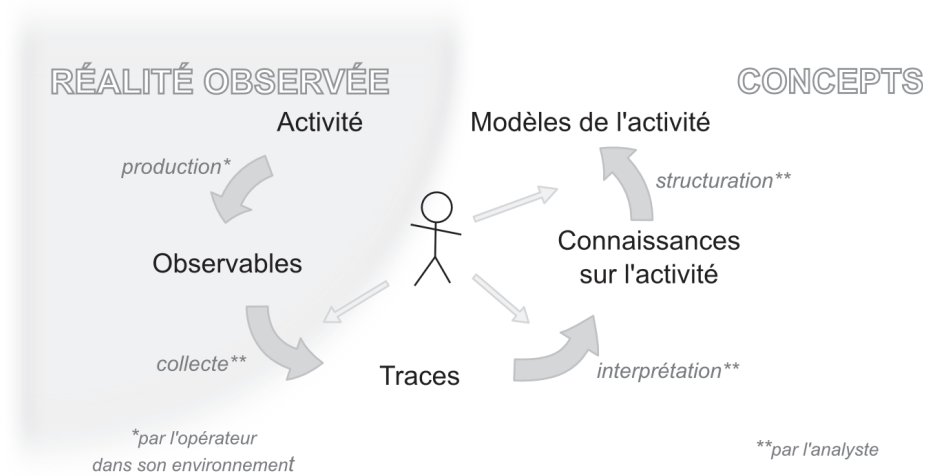 RÉALITÉ OBSERVÉE
CONCEPTS
Activité
Modèles de l'activité
production*
structuration**
Observables
Connaissances
sur l'activité
collecte**
Traces
interprétation**
*par l'opérateur
dans son environnement
**par l'analyste